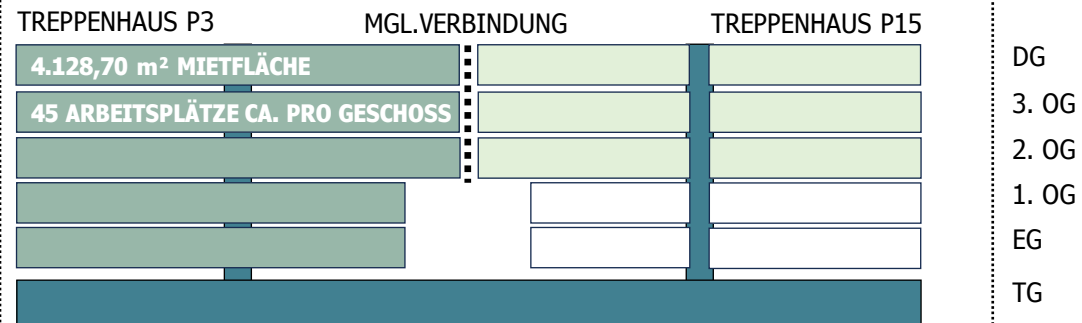 TREPPENHAUS P3
MGL.VERBINDUNG
TREPPENHAUS P15
4.128,70 m² MIETFLÄCHE
45 ARBEITSPLÄTZE CA. PRO GESCHOSS
DG
3. OG
2. OG
1. OG
EG
TG